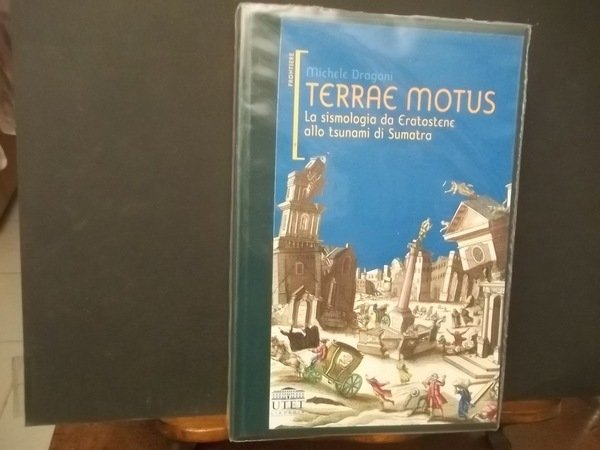 FRONTIERE
Michele Dragoni
TERRAE MOTUS
La sismologia da Eratostene
allo tsunami di Sumatra
UTET